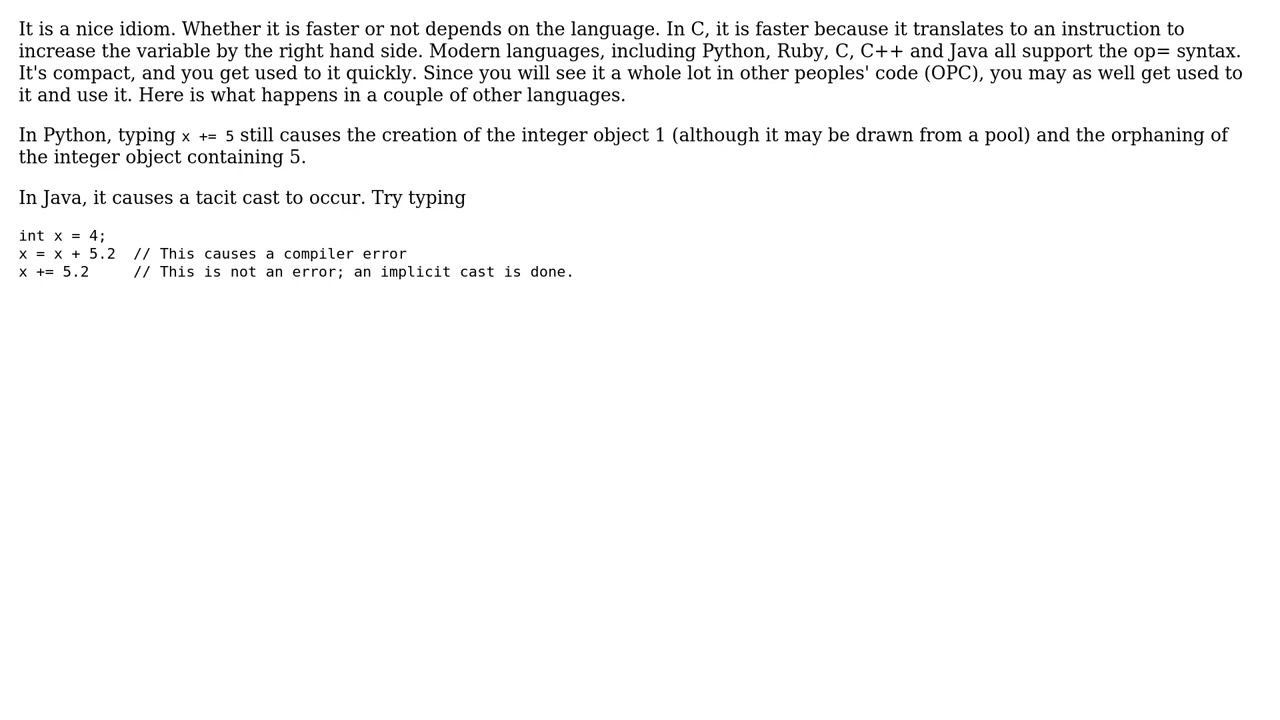 It is a nice idiom. Whether it is faster or not depends on the language. In C, it is faster because it translates to an instruction to
increase the variable by the right hand side. Modern languages, including Python, Ruby, C, C++ and Java all support the op= syntax.
It's compact, and you get used to it quickly. Since you will see it a whole lot in other peoples' code (OPC), you may as well get used to
it and use it. Here is what happens in a couple of other languages.
In Python, typing x += 5 still causes the creation of the integer object 1 (although it may be drawn from a pool) and the orphaning of
the integer object containing 5.
In Java, it causes a tacit cast to occur. Try typing
int x = 4;
x = x + 5.2  // This causes a compiler error
x += 5.2     // This is not an error; an implicit cast is done.